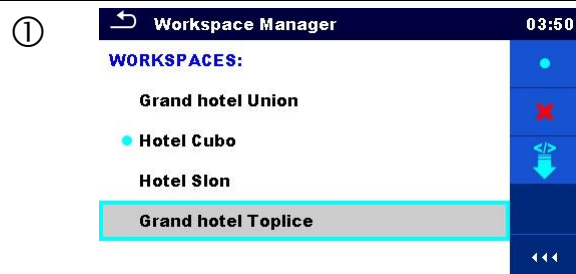 ①
Workspace Manager 03:50
WORKSPACES:
Grand hotel Union
Hotel Cubo
Hotel Slon
Grand hotel Toplice